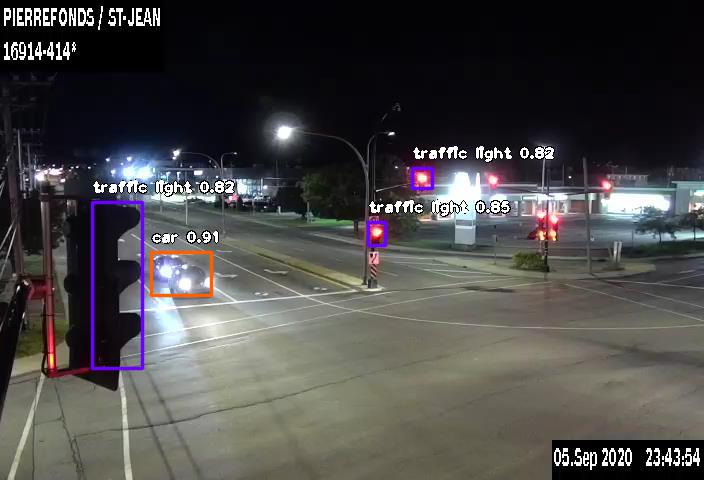 PIERREFONDS / ST-JEAN
16914-414*
traffic light 0.82
traffic light 0.82
traffic light 0.85
car 0.91
05.Sep 2020 23:43:54